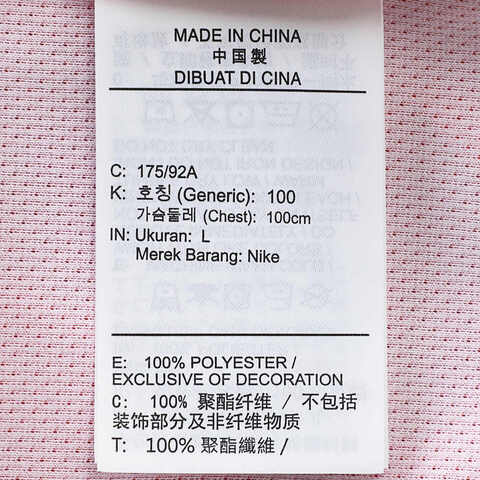 MADE IN CHINA
中国製
DIBUAT DI CINA
C: 175/92A
K: 호칭 (Generic): 100
가슴둘레 (Chest): 100cm
IN: Ukuran: L
Merek Barang: Nike
E: 100% POLYESTER /
EXCLUSIVE OF DECORATION
C: 100% 聚酯纤维 / 不包括
装饰部分及非纤维物质
T: 100% 聚酯纖維 /